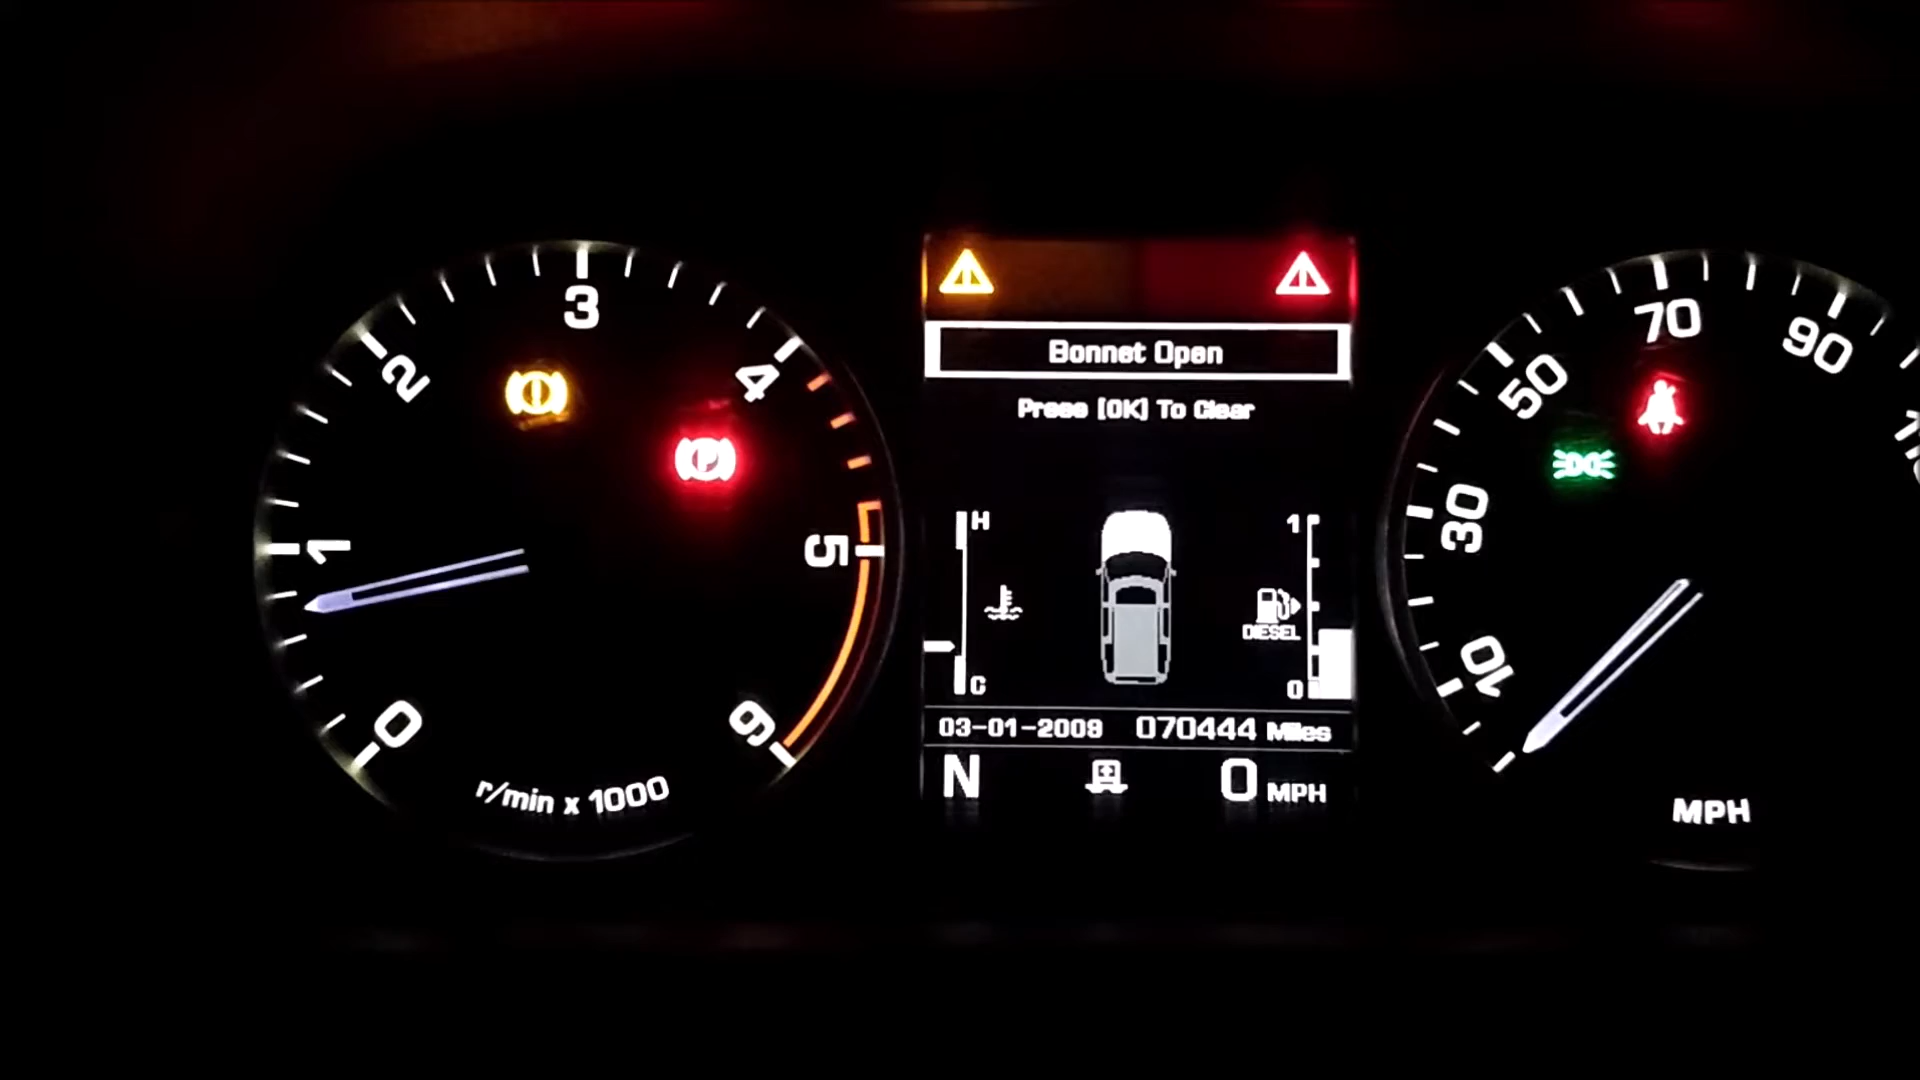 0
1
2
3
4
5
6
r/min x 1000
P
Bonnet Open
Press [OK] To Clear
H
C
1
DIESEL
0
03-01-2009 070444 Miles
N 0 MPH
10
30
50
70
90
MPH